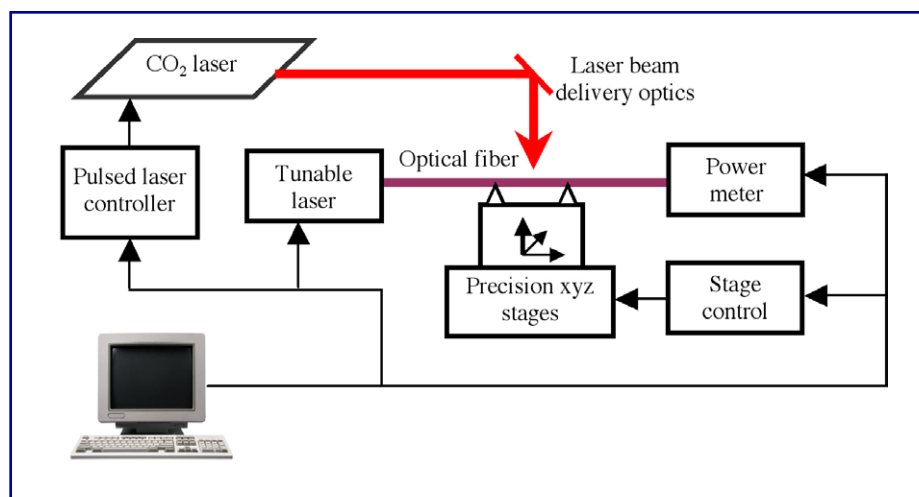 CO₂ laser
Laser beam
delivery optics
Optical fiber
Pulsed laser
controller
Tunable
laser
Power
meter
Precision xyz
stages
Stage
control